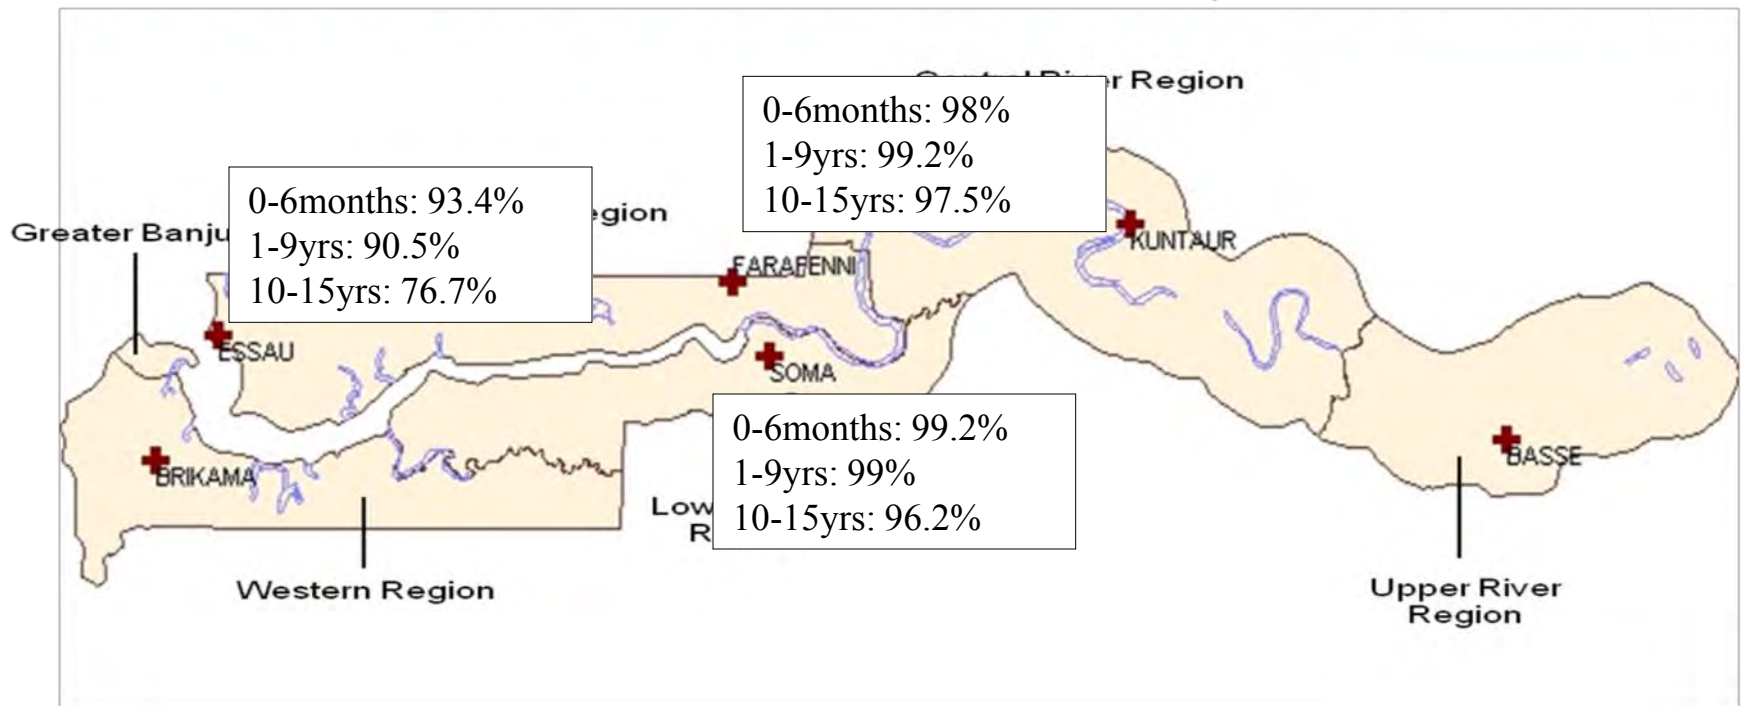 r Region
0-6months: 98%
1-9yrs: 99.2%
10-15yrs: 97.5%
0-6months: 93.4%
1-9yrs: 90.5%
10-15yrs: 76.7%
egion
Greater Banju
KUNTAUR
FARAFENNI
ESSAU
SOMA
0-6months: 99.2%
1-9yrs: 99%
10-15yrs: 96.2%
BASSE
BRIKAMA
Low
R
Western Region
Upper River
Region